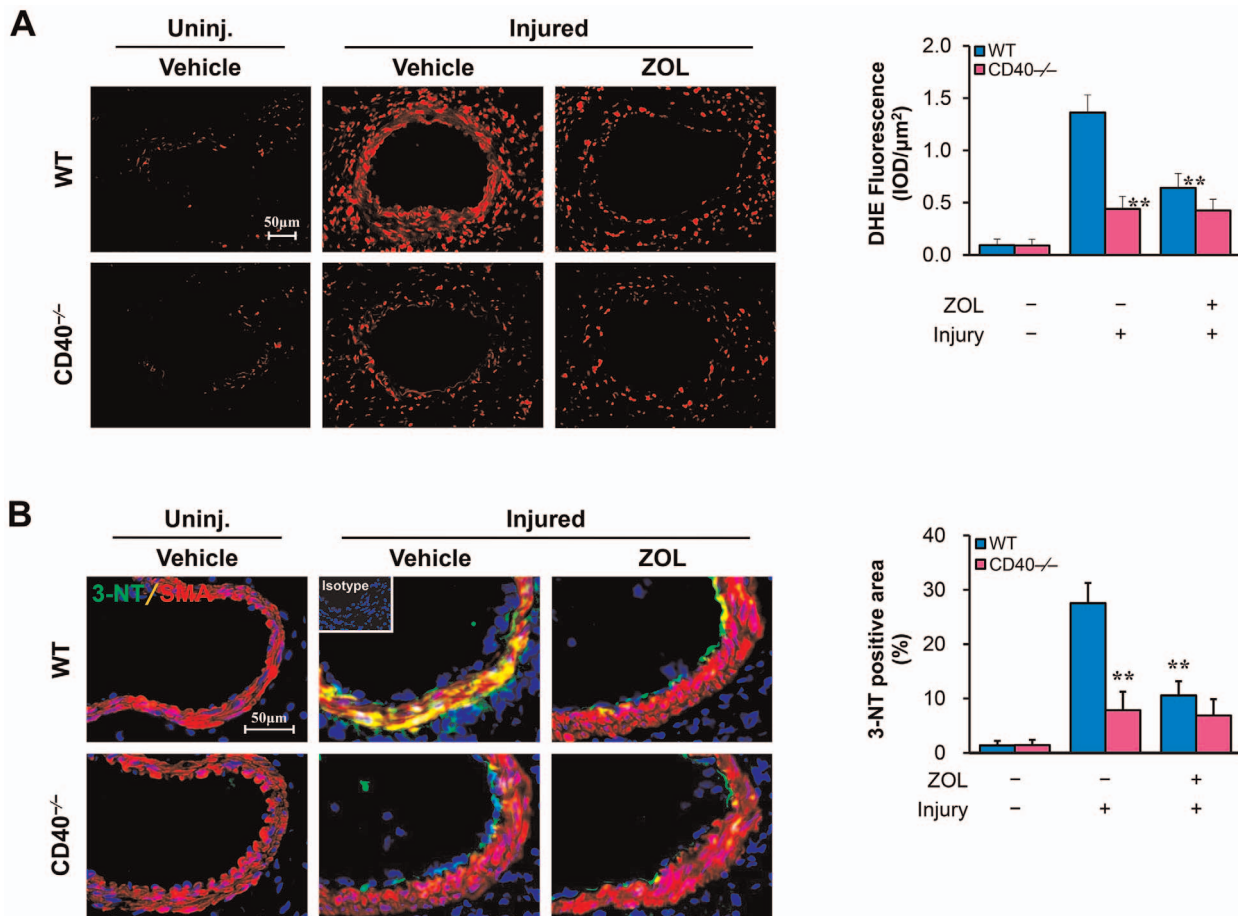 A
Uninj.
Injured
Vehicle
Vehicle
ZOL
WT
50μm
CD40⁻/⁻
DHE Fluorescence
(IOD/μm²)
2.0
1.5
1.0
0.5
0.0
WT
CD40–/–
**
**
ZOL
–
–
+
Injury
–
+
+
B
Uninj.
Injured
Vehicle
Vehicle
ZOL
WT
3-NT/SMA
50μm
Isotype
CD40⁻/⁻
3-NT positive area
(%)
40
30
20
10
0
WT
CD40–/–
**
**
ZOL
–
–
+
Injury
–
+
+